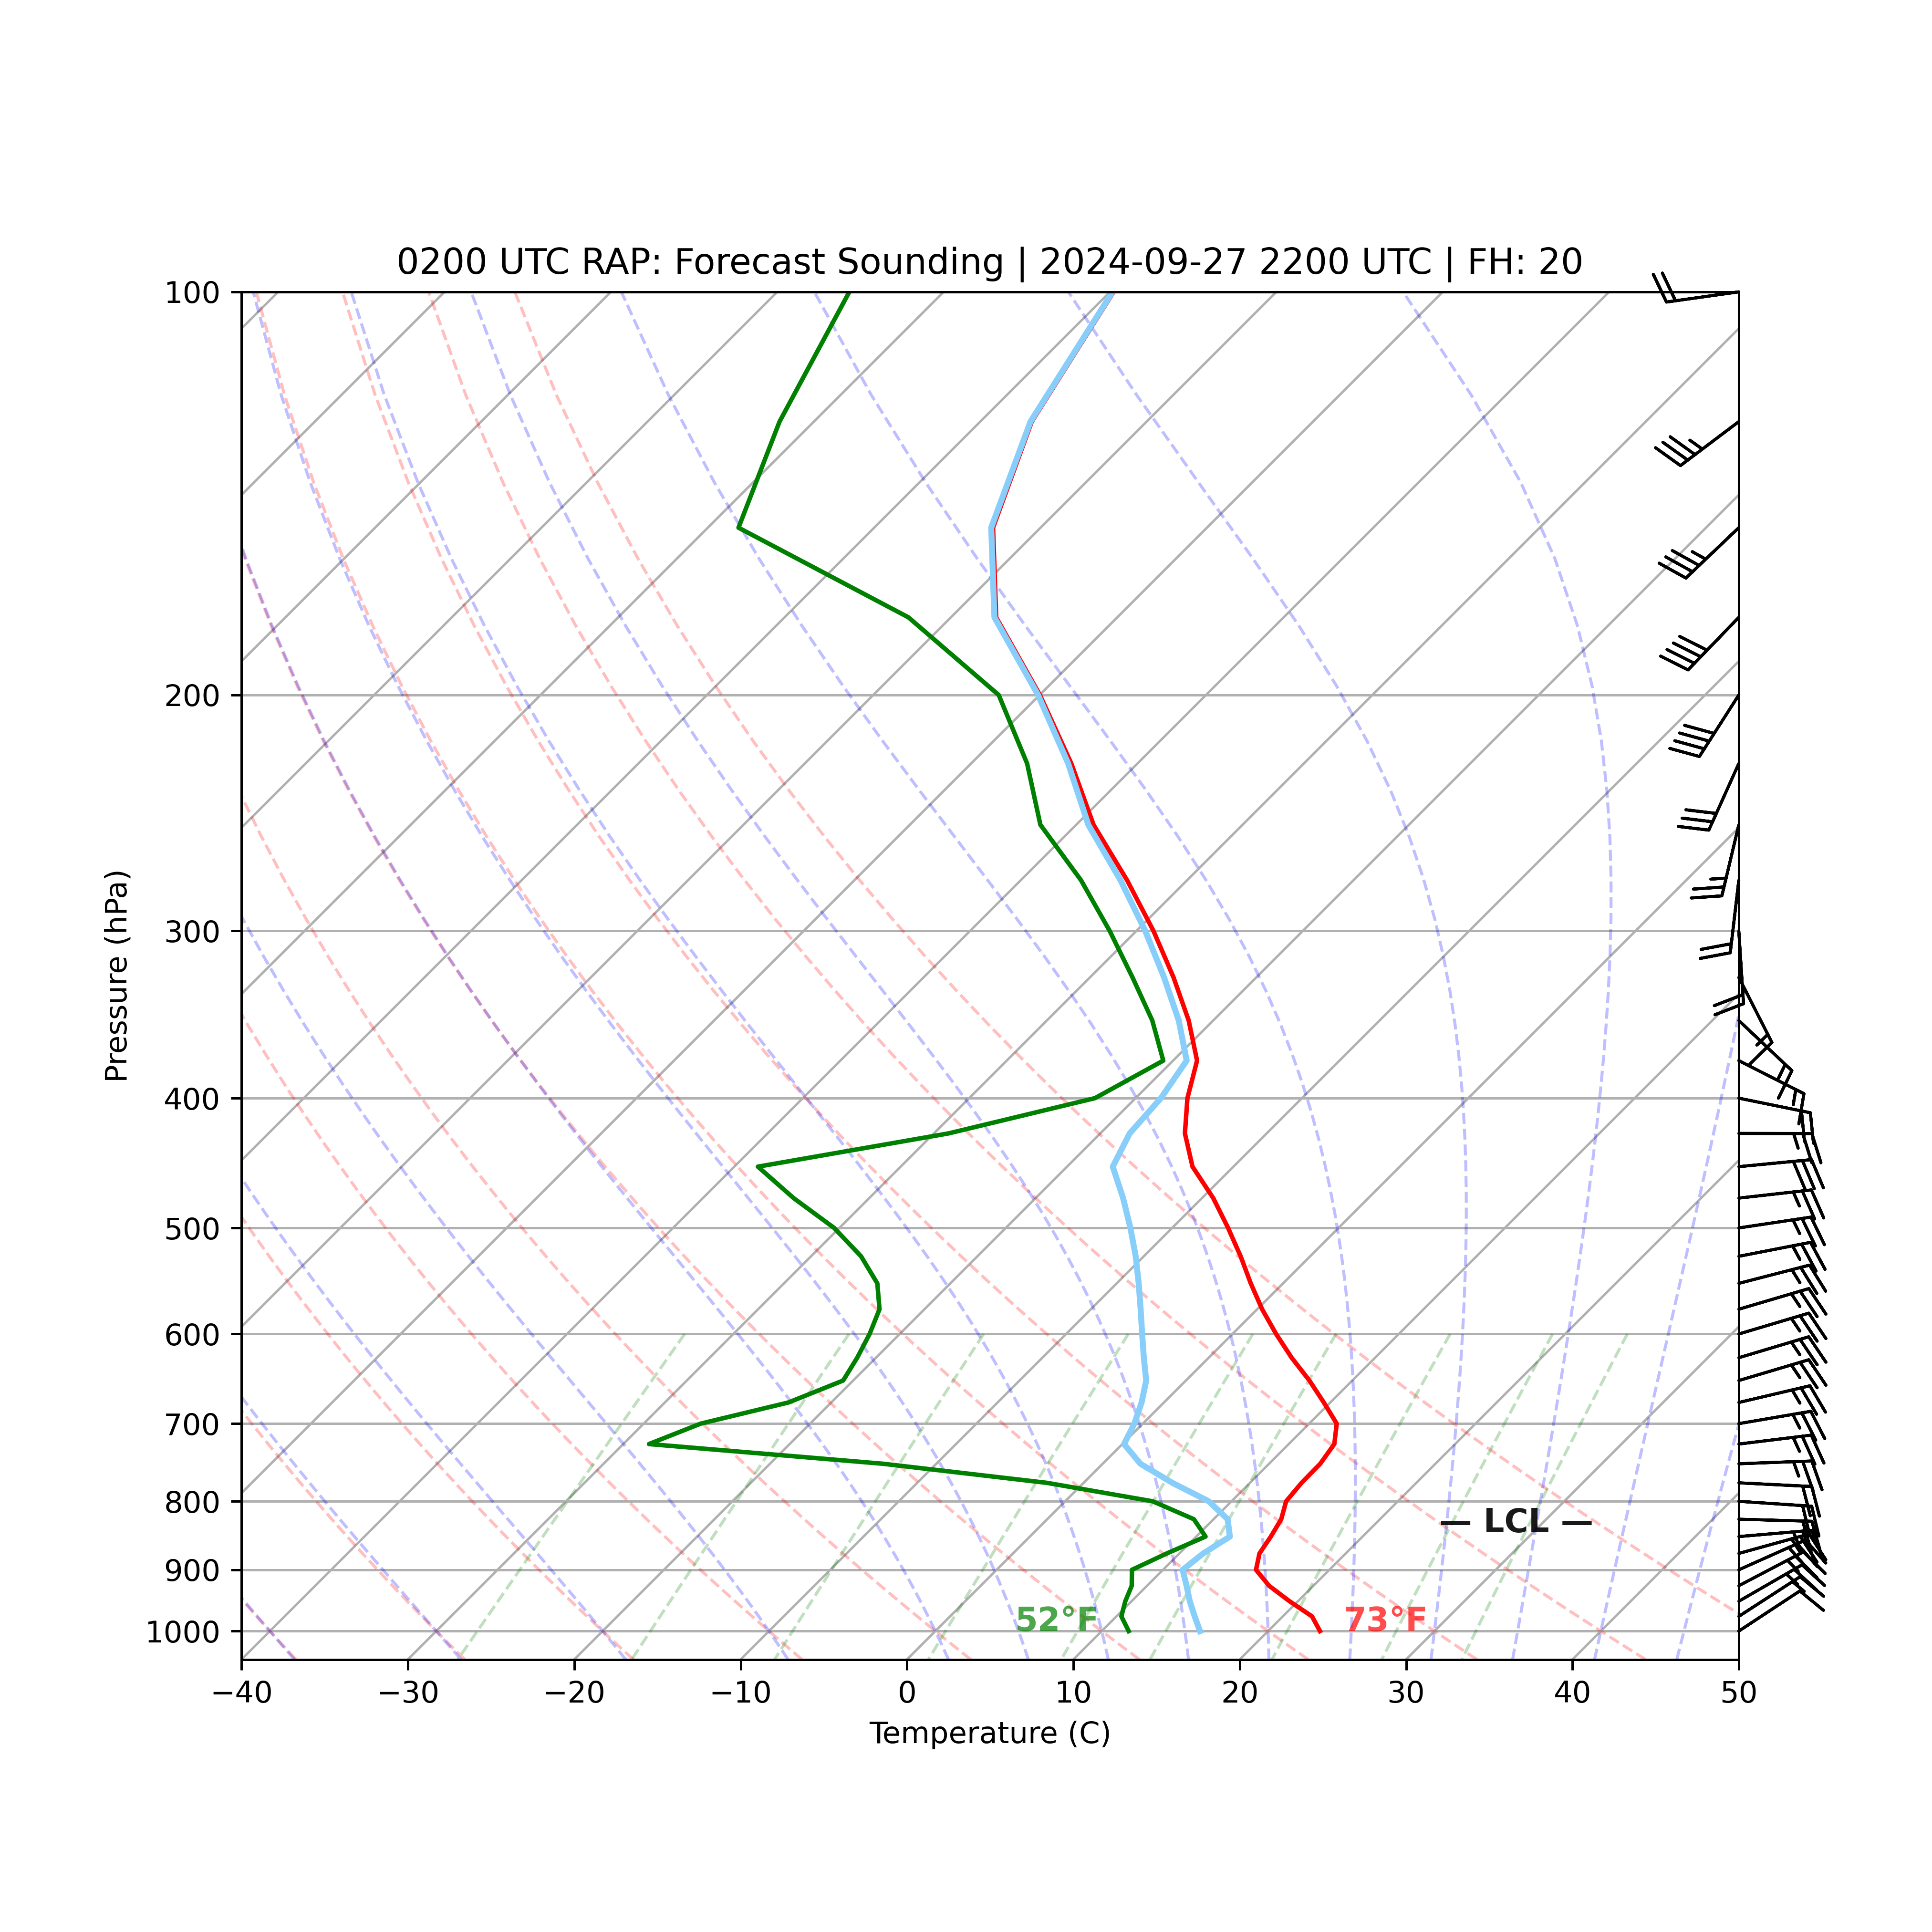 0200 UTC RAP: Forecast Sounding | 2024-09-27 2200 UTC | FH: 20
100
200
300
400
500
600
700
800
900
1000
Pressure (hPa)
— LCL —
52°F
73°F
−40 −30 −20 −10 0 10 20 30 40 50
Temperature (C)